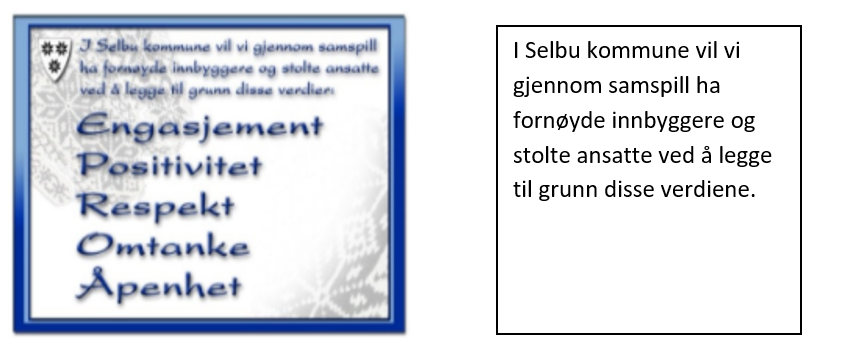 I Selbu kommune vil vi gjennom samspill
ha fornøyde innbyggere og stolte ansatte
ved å legge til grunn disse verdier:
Engasjement
Positivitet
Respekt
Omtanke
Åpenhet
I Selbu kommune vil vi
gjennom samspill ha
fornøyde innbyggere og
stolte ansatte ved å legge
til grunn disse verdiene.